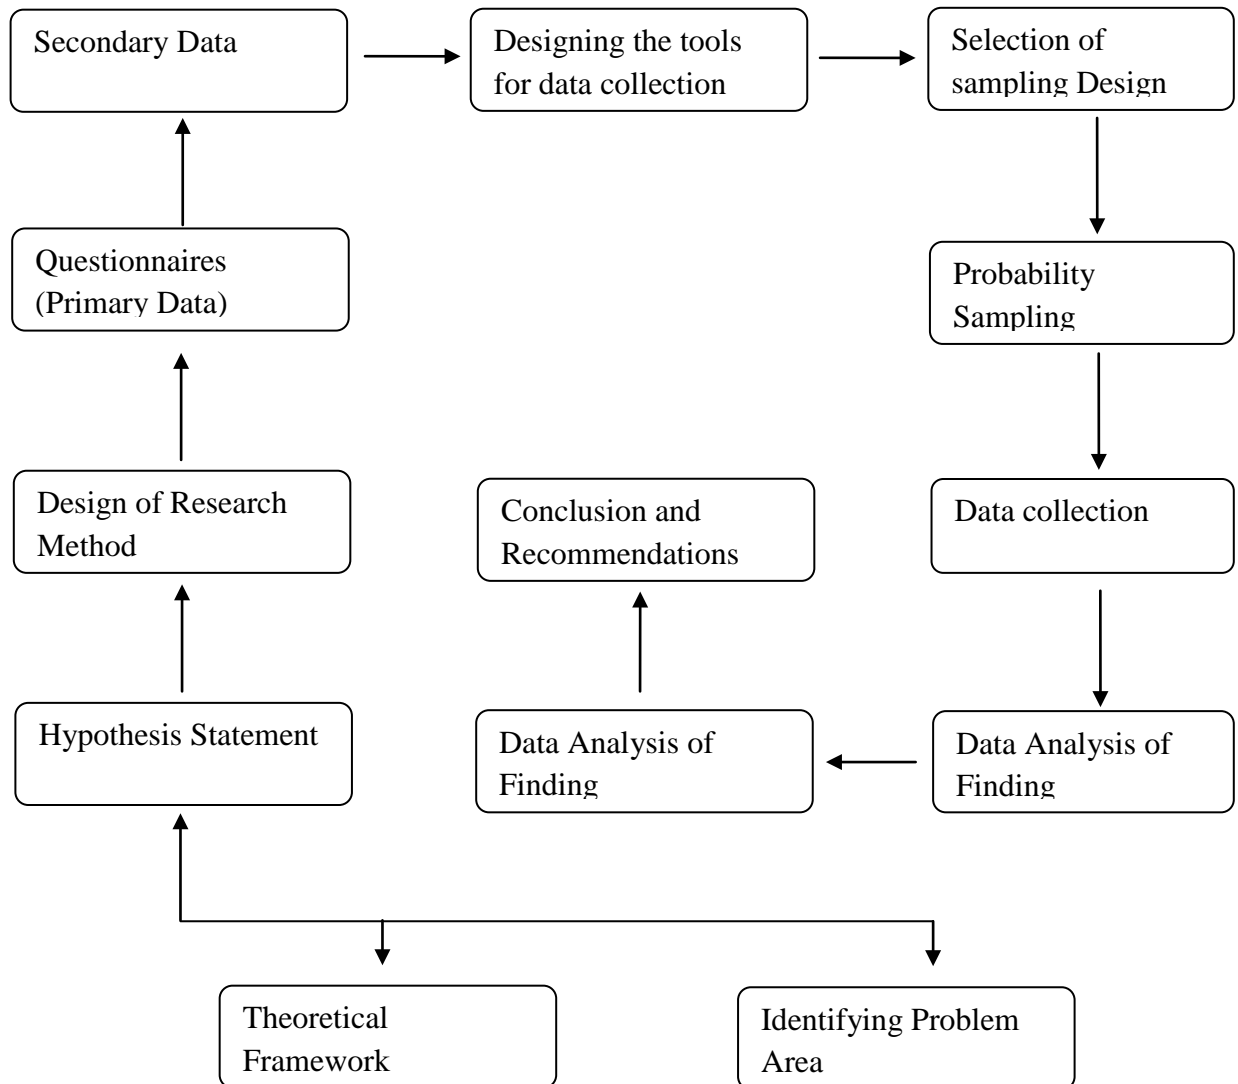 Secondary Data
Designing the tools
for data collection
Selection of
sampling Design
Questionnaires
(Primary Data)
Probability
Sampling
Design of Research
Method
Conclusion and
Recommendations
Data collection
Hypothesis Statement
Data Analysis of
Finding
Data Analysis of
Finding
Theoretical
Framework
Identifying Problem
Area